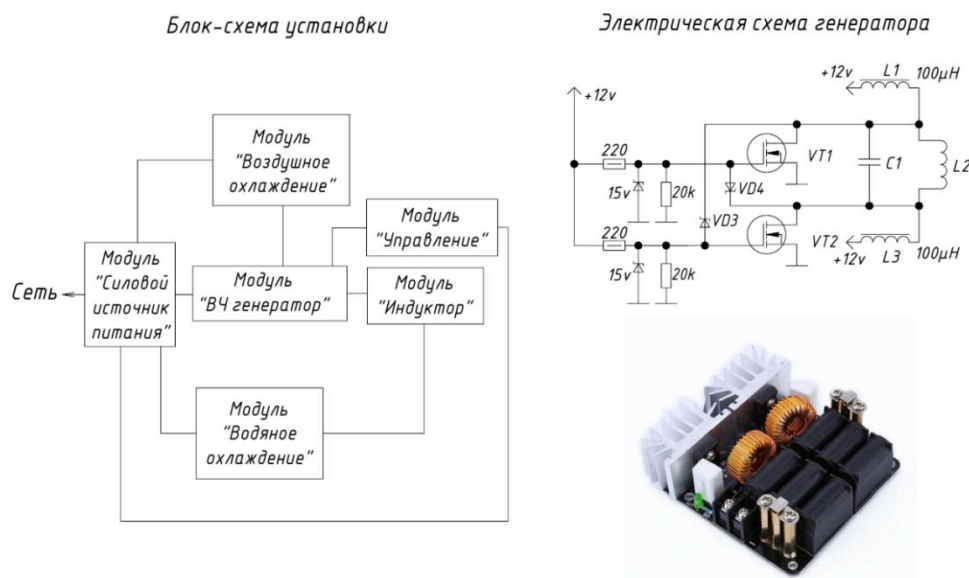 Блок-схема установки
Электрическая схема генератора
Модуль
"Воздушное
охлаждение"
Модуль
"Управление"
Модуль
"Силовой
источник
питания"
Сеть
Модуль
"ВЧ генератор"
Модуль
"Индуктор"
Модуль
"Водяное
охлаждение"
+12v
+12v
L1
100μH
220
VT1
C1
L2
15v
20k
VD4
VD3
220
VT2
+12v
L3
100μH
15v
20k